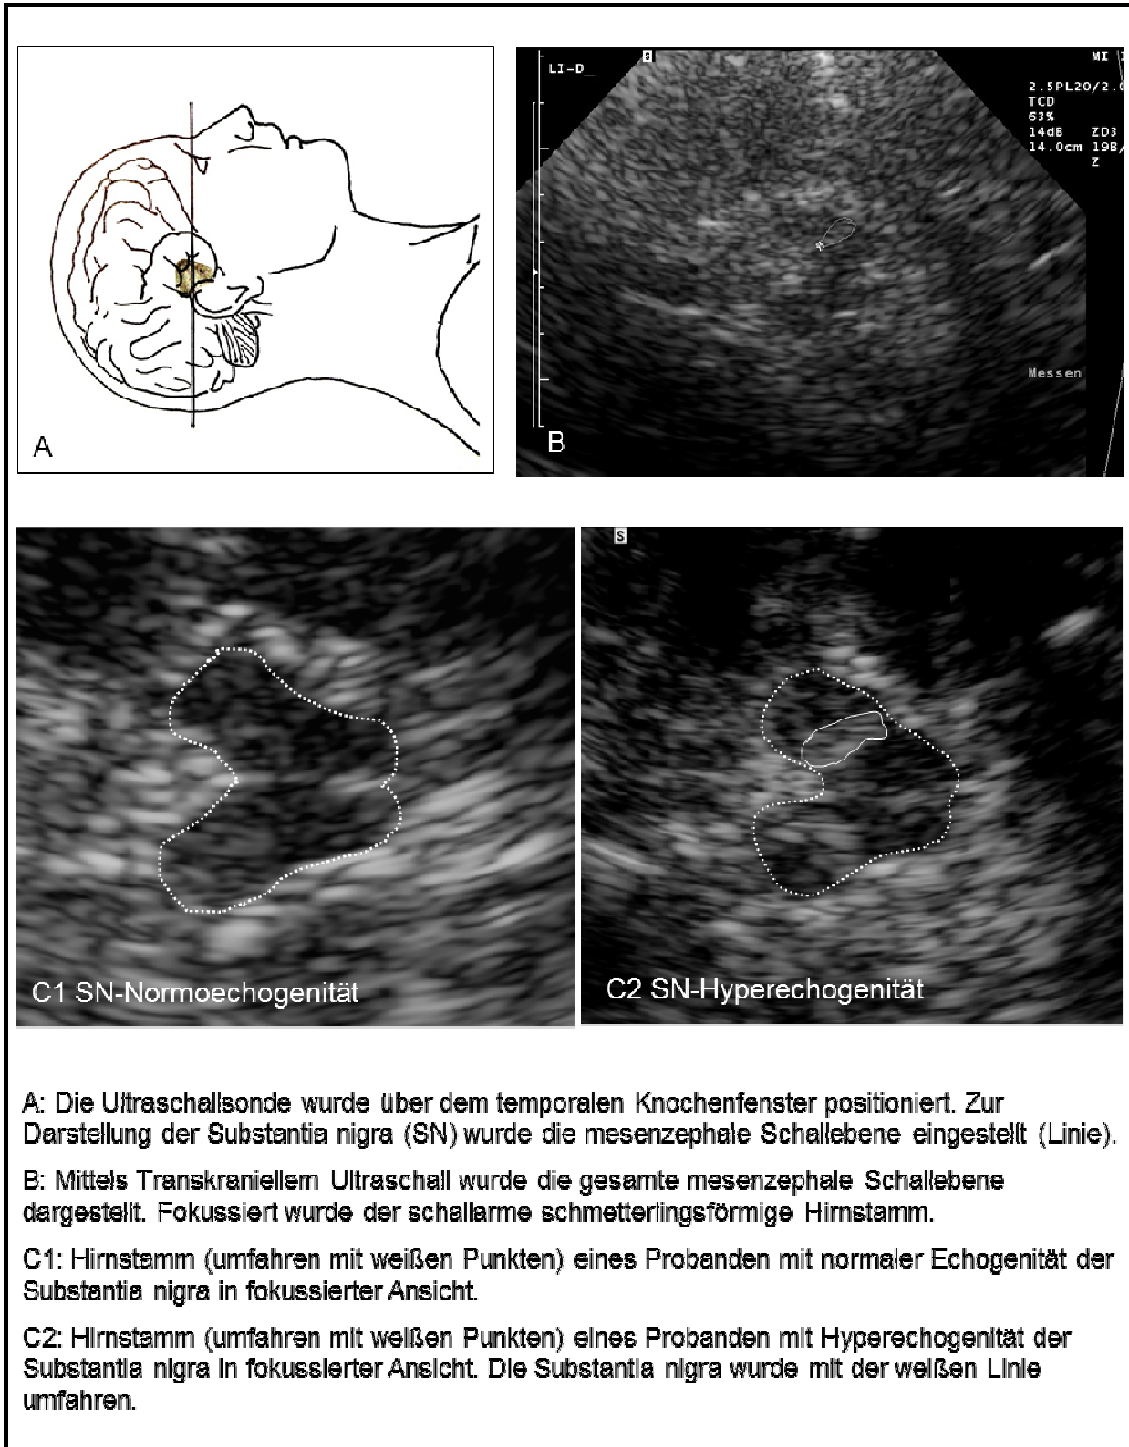 A
LI-D_
MI
2.5PL20/2.0
TCD
63%
14dB ZD3
14.0cm 198/
Z
Messen
B
C1 SN-Normoechogenität
S
C2 SN-Hyperechogenität
A: Die Ultraschallsonde wurde über dem temporalen Knochenfenster positioniert. Zur
Darstellung der Substantia nigra (SN) wurde die mesenzephale Schallebene eingestellt (Linie).
B: Mittels Transkraniellem Ultraschall wurde die gesamte mesenzephale Schallebene
dargestellt. Fokussiert wurde der schallarme schmetterlingsförmige Hirnstamm.
C1: Hirnstamm (umfahren mit weißen Punkten) eines Probanden mit normaler Echogenität der
Substantia nigra in fokussierter Ansicht.
C2: Hirnstamm (umfahren mit weißen Punkten) eines Probanden mit Hyperechogenität der
Substantia nigra in fokussierter Ansicht. Die Substantia nigra wurde mit der weißen Linie
umfahren.